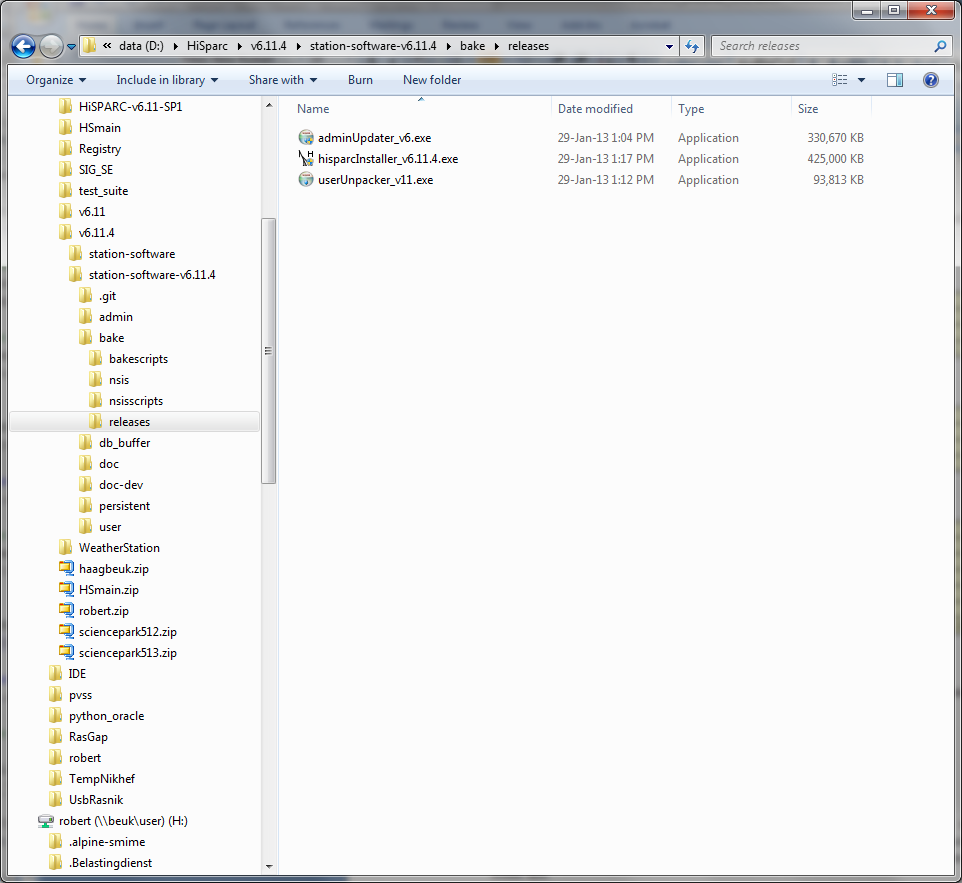 « data (D:) ▸ HiSparc ▸ v6.11.4 ▸ station-software-v6.11.4 ▸ bake ▸ releases Search releases
Organize Include in library Share with Burn New folder
HiSPARC-v6.11-SP1
HSmain
Registry
SIG_SE
test_suite
v6.11
v6.11.4
station-software
station-software-v6.11.4
.git
admin
bake
bakescripts
nsis
nsisscripts
releases
db_buffer
doc
doc-dev
persistent
user
WeatherStation
haagbeuk.zip
HSmain.zip
robert.zip
sciencepark512.zip
sciencepark513.zip
IDE
pvss
python_oracle
RasGap
robert
TempNikhef
UsbRasnik
robert (\\beuk\user) (H:)
.alpine-smime
.Belastingdienst
Name Date modified Type Size
adminUpdater_v6.exe 29-Jan-13 1:04 PM Application 330,670 KB
hisparcInstaller_v6.11.4.exe 29-Jan-13 1:17 PM Application 425,000 KB
userUnpacker_v11.exe 29-Jan-13 1:12 PM Application 93,813 KB